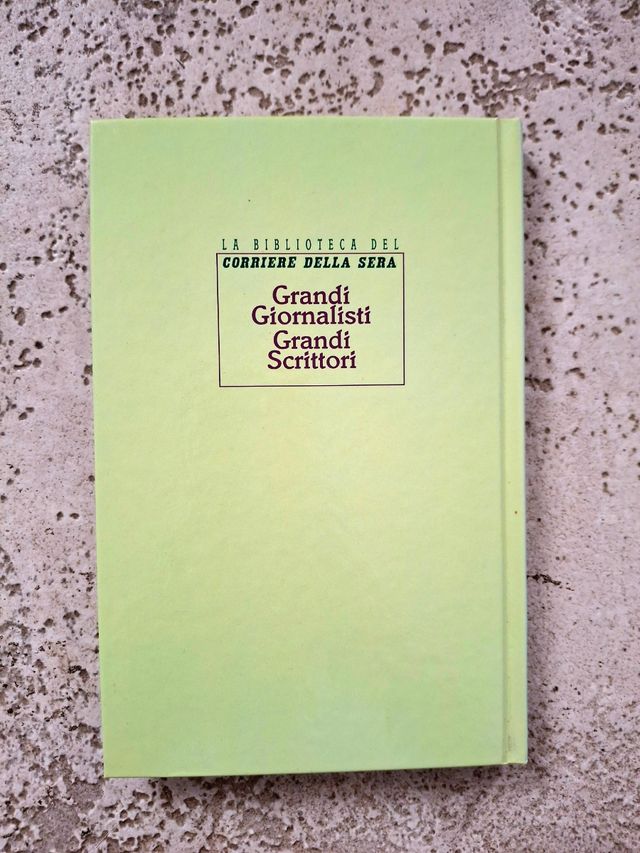 LA BIBLIOTECA DEL
CORRIERE DELLA SERA
Grandi
Giornalisti
Grandi
Scrittori